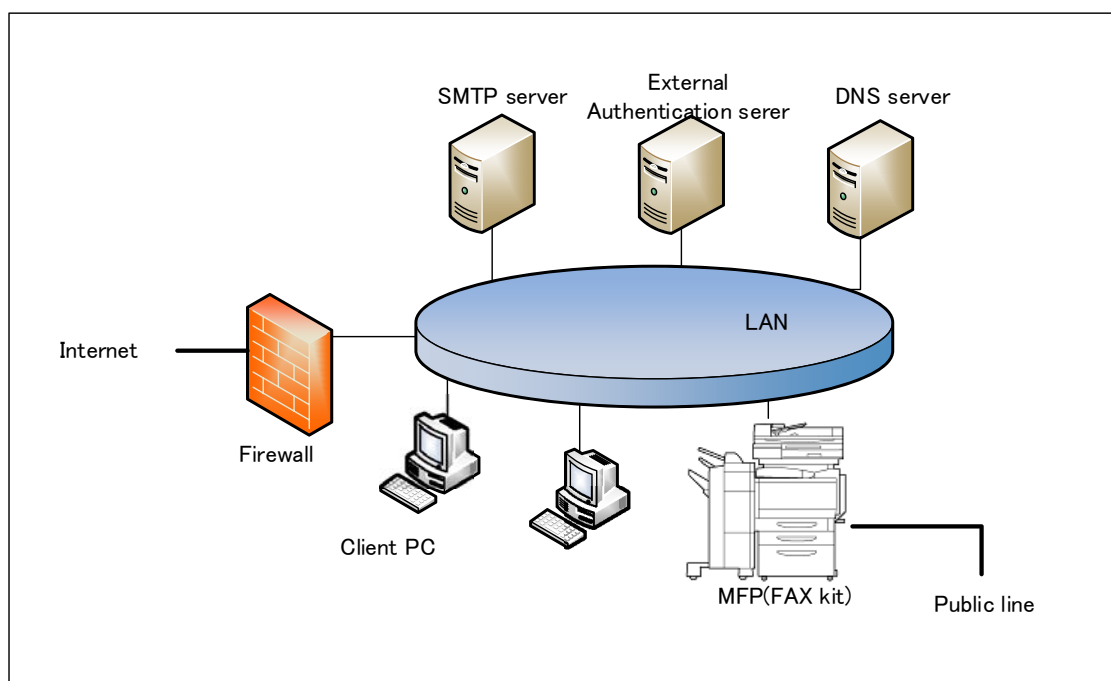 SMTP server
External
Authentication serer
DNS server
LAN
Internet
Firewall
Client PC
MFP(FAX kit)
Public line